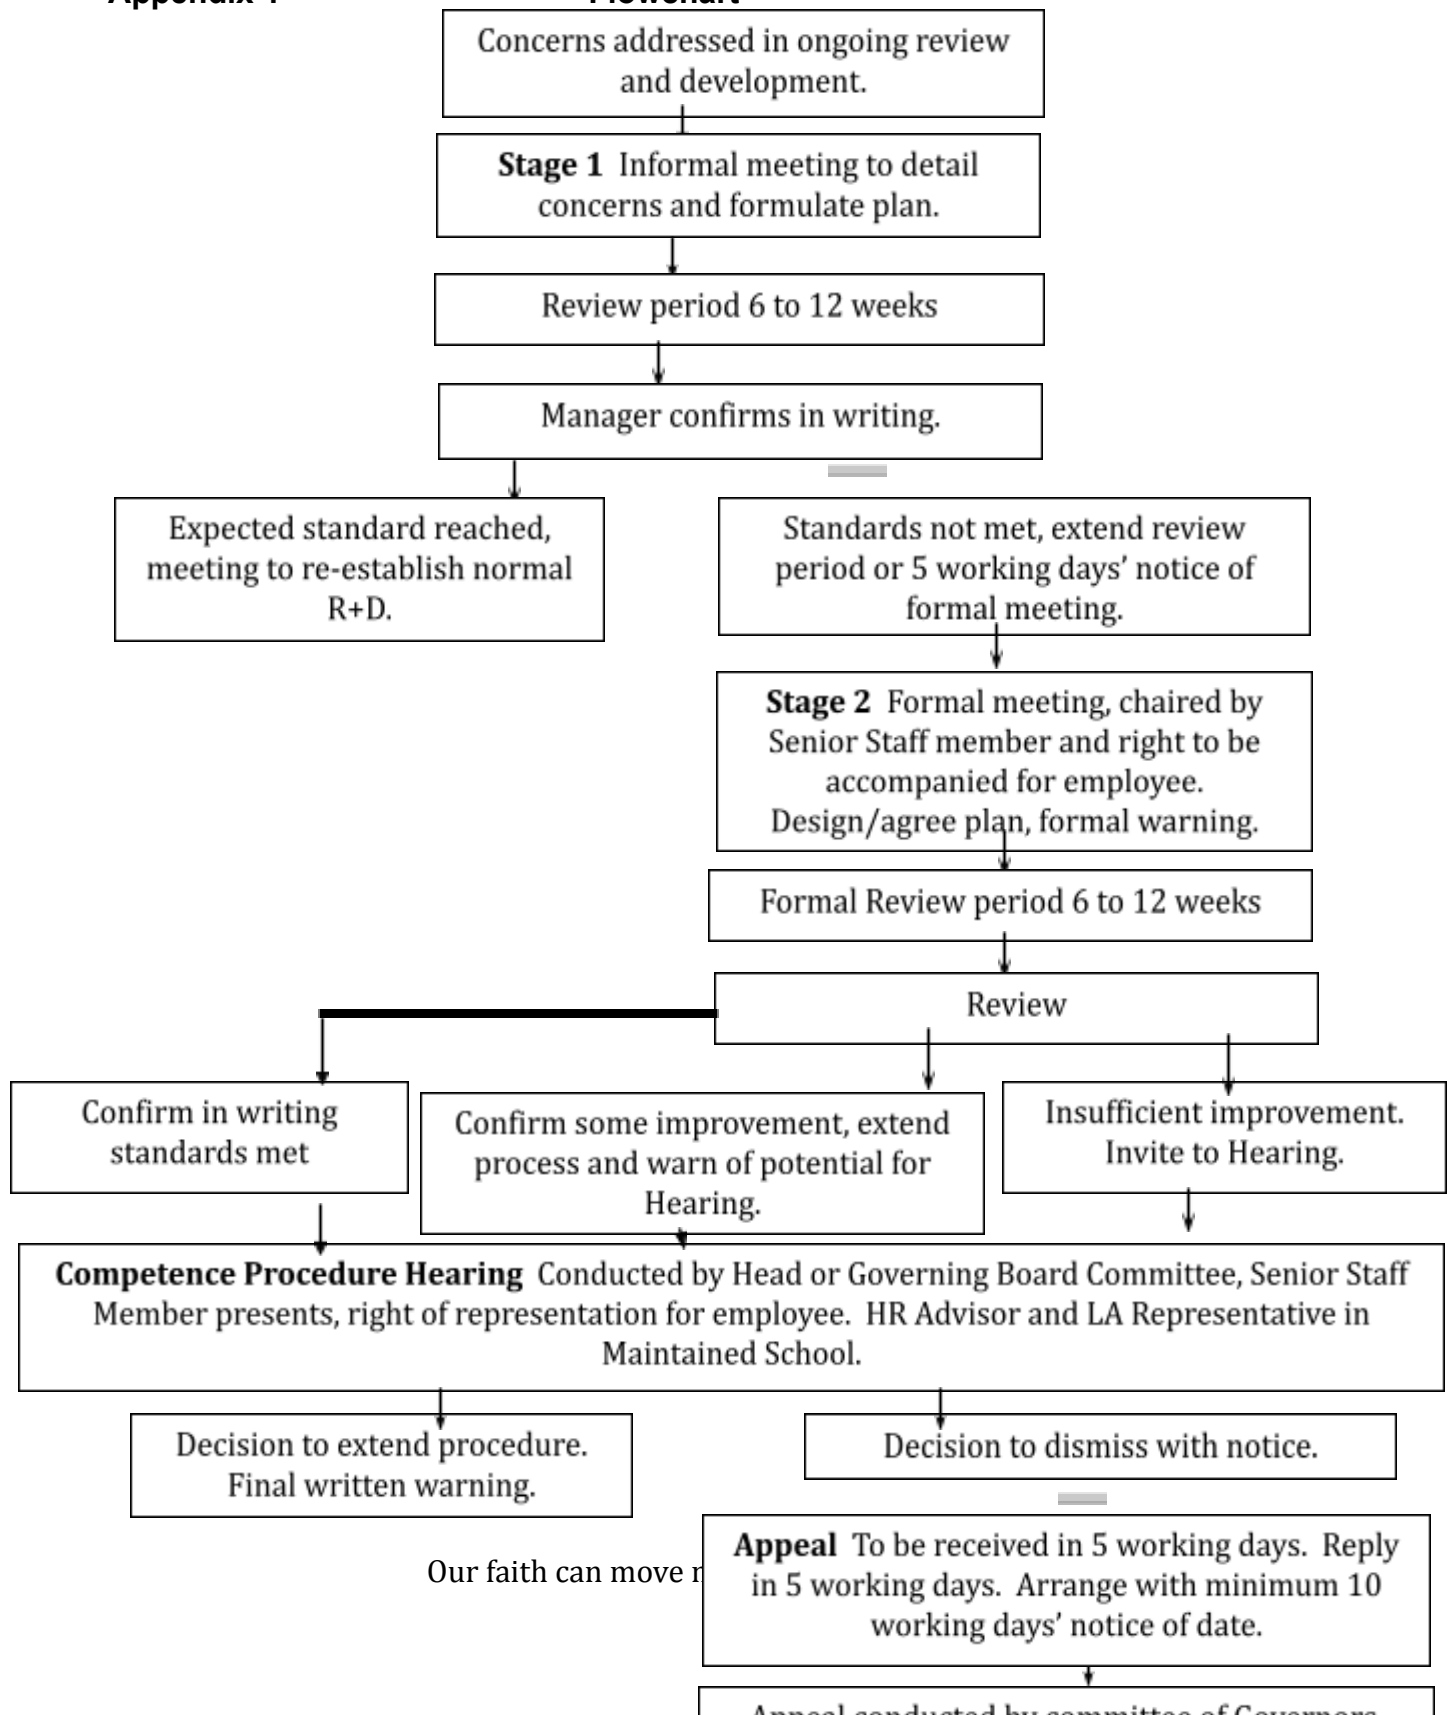 Appendix
Flowchart
Concerns addressed in ongoing review
and development.
Stage 1 Informal meeting to detail
concerns and formulate plan.
Review period 6 to 12 weeks
Manager confirms in writing.
Expected standard reached,
meeting to re-establish normal
R+D.
Standards not met, extend review
period or 5 working days’ notice of
formal meeting.
Stage 2 Formal meeting, chaired by
Senior Staff member and right to be
accompanied for employee.
Design/agree plan, formal warning.
Formal Review period 6 to 12 weeks
Review
Confirm in writing
standards met
Confirm some improvement, extend
process and warn of potential for
Hearing.
Insufficient improvement.
Invite to Hearing.
Competence Procedure Hearing Conducted by Head or Governing Board Committee, Senior Staff
Member presents, right of representation for employee. HR Advisor and LA Representative in
Maintained School.
Decision to extend procedure.
Final written warning.
Decision to dismiss with notice.
Our faith can move
Appeal To be received in 5 working days. Reply
in 5 working days. Arrange with minimum 10
working days’ notice of date.
Appeal conducted by committee of Governors